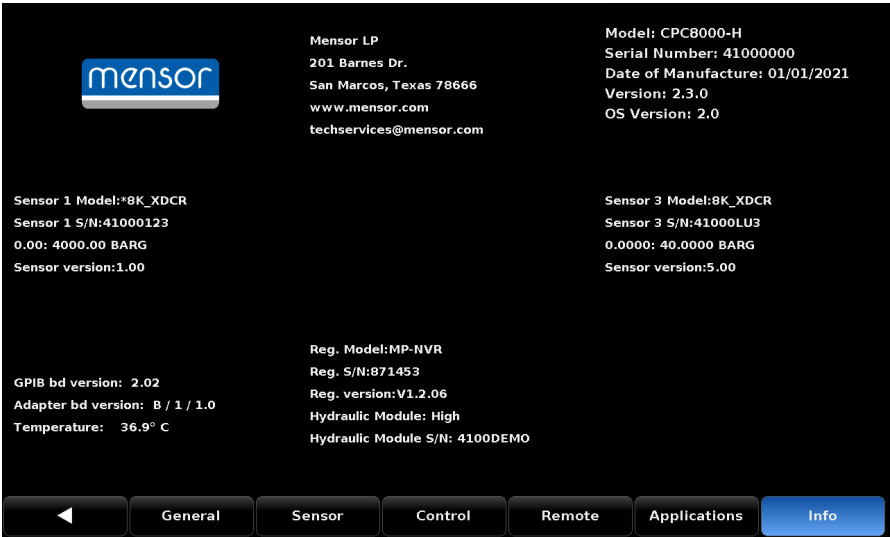 mensor
Mensor LP
201 Barnes Dr.
San Marcos, Texas 78666
www.mensor.com
techservices@mensor.com
Model: CPC8000-H
Serial Number: 41000000
Date of Manufacture: 01/01/2021
Version: 2.3.0
OS Version: 2.0
Sensor 1 Model:*8K_XDCR
Sensor 1 S/N:41000123
0.00: 4000.00 BARG
Sensor version:1.00
Sensor 3 Model:8K_XDCR
Sensor 3 S/N:41000LU3
0.0000: 40.0000 BARG
Sensor version:5.00
GPIB bd version: 2.02
Adapter bd version: B / 1 / 1.0
Temperature: 36.9° C
Reg. Model:MP-NVR
Reg. S/N:871453
Reg. version:V1.2.06
Hydraulic Module: High
Hydraulic Module S/N: 4100DEMO
General
Sensor
Control
Remote
Applications
Info